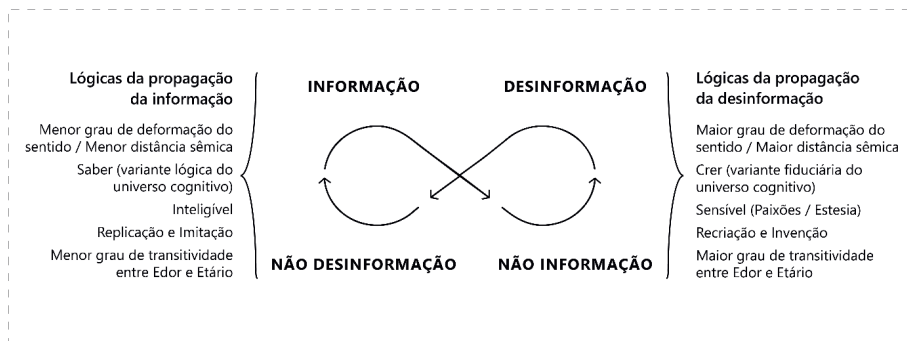 Lógicas da propagação
da informação
Menor grau de deformação do
sentido / Menor distância sêmica
Saber (variante lógica do
universo cognitivo)
Inteligível
Replicação e Imitação
Menor grau de transitividade
entre Edor e Etário
INFORMAÇÃO
DESINFORMAÇÃO
NÃO DESINFORMAÇÃO
NÃO INFORMAÇÃO
Lógicas da propagação
da desinformação
Maior grau de deformação do
sentido / Maior distância sêmica
Crer (variante fiduciária do
universo cognitivo)
Sensível (Paixões / Estesia)
Recriação e Invenção
Maior grau de transitividade
entre Edor e Etário